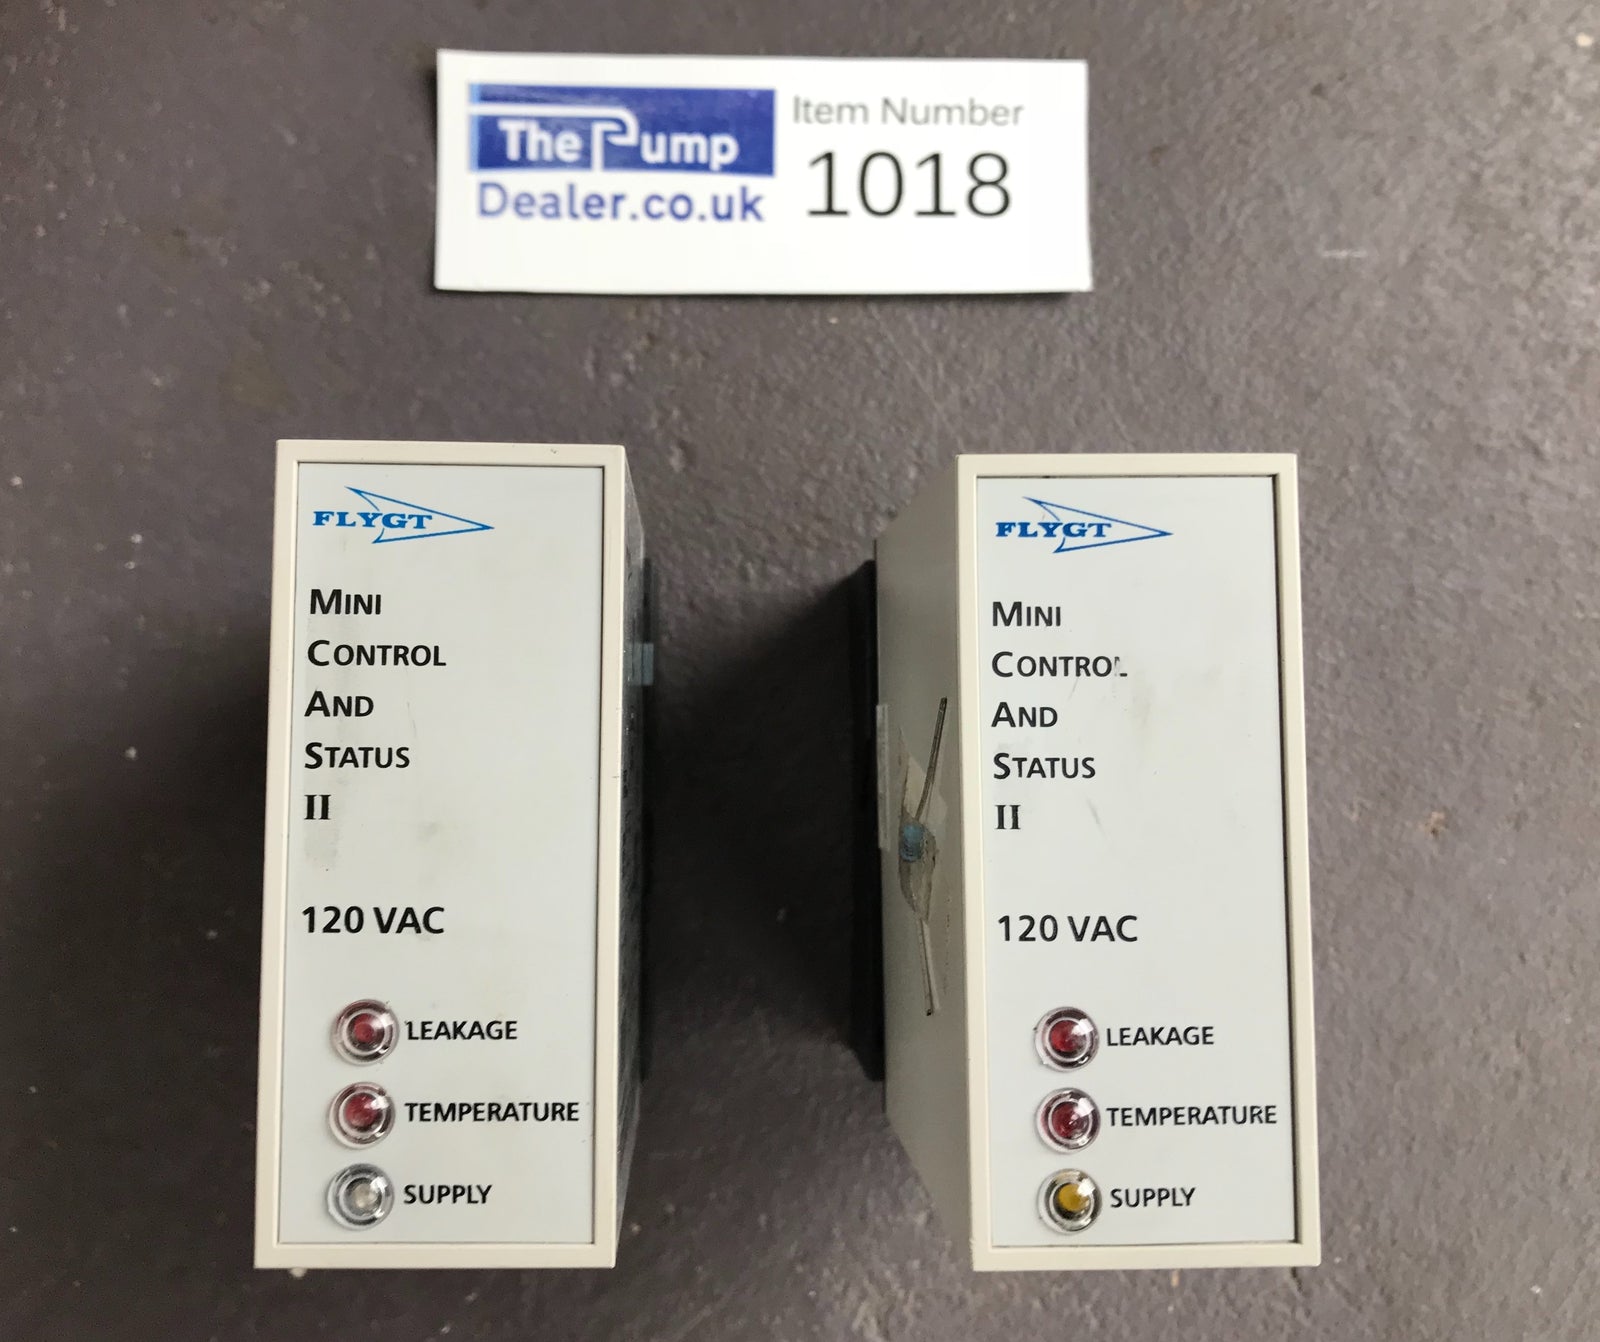 The Pump
Dealer.co.uk
Item Number
1018
FLYGT
MINI
CONTROL
AND
STATUS
II
120 VAC
LEAKAGE
TEMPERATURE
SUPPLY
FLYGT
MINI
CONTROL
AND
STATUS
II
120 VAC
LEAKAGE
TEMPERATURE
SUPPLY